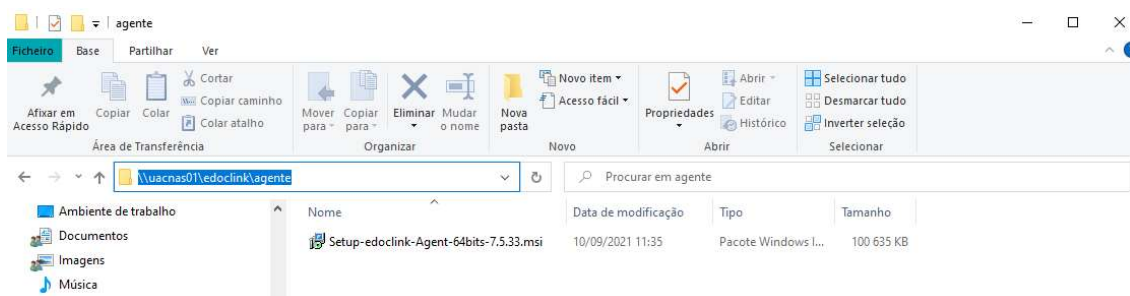 agente
Ficheiro Base Partilhar Ver
Afixar em Acesso Rápido
Copiar
Colar
Cortar
Copiar caminho
Colar atalho
Área de Transferência
Mover para
Copiar para
Eliminar
Mudar o nome
Organizar
Nova pasta
Novo item
Acesso fácil
Novo
Propriedades
Abrir
Editar
Histórico
Abrir
Selecionar tudo
Desmarcar tudo
Inverter seleção
Selecionar
\\uacnas01\edoclink\agente
Procurar em agente
Ambiente de trabalho
Documentos
Imagens
Música
Nome Data de modificação Tipo Tamanho
Setup-edoclink-Agent-64bits-7.5.33.msi 10/09/2021 11:35 Pacote Windows I... 100 635 KB